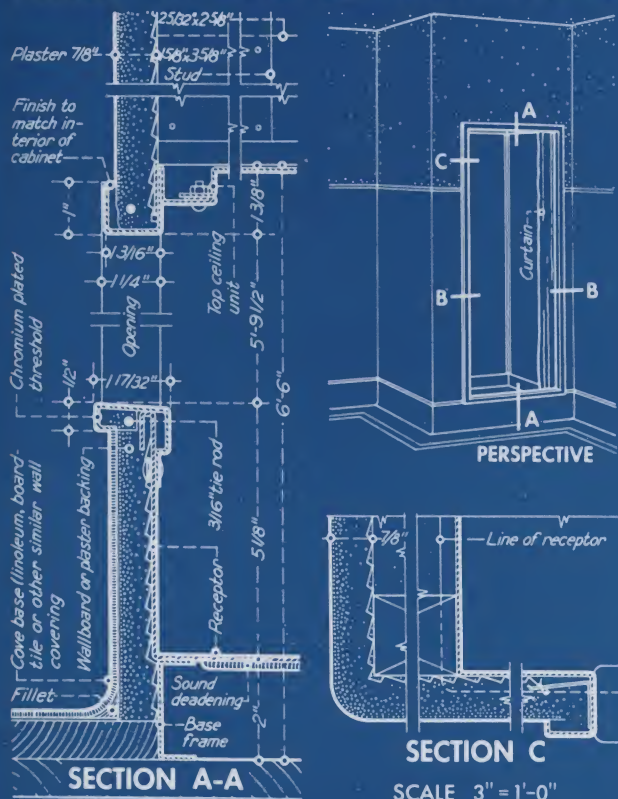 25/32"x2-5/8"
Plaster 7/8"
1-5/8"x3-5/8"
Stud
Finish to
match in-
terior of
cabinet
1"
1 3/8"
1 3/16"
1 1/4"
Top ceiling
unit
Opening
5'-9 1/2"
6'-6"
Chromium plated
threshold
1/2"
1 17/32"
3/16" tie rod
5 1/8"
Receptor
Cove base (linoleum, board-
tile or other similar wall
covering
Wallboard or plaster backing
Fillet
Sound
deadening
Base
frame
2"
SECTION A-A
A
C
Curtain
B
B
A
PERSPECTIVE
7/8"
Line of receptor
SECTION C
SCALE 3" = 1'-0"